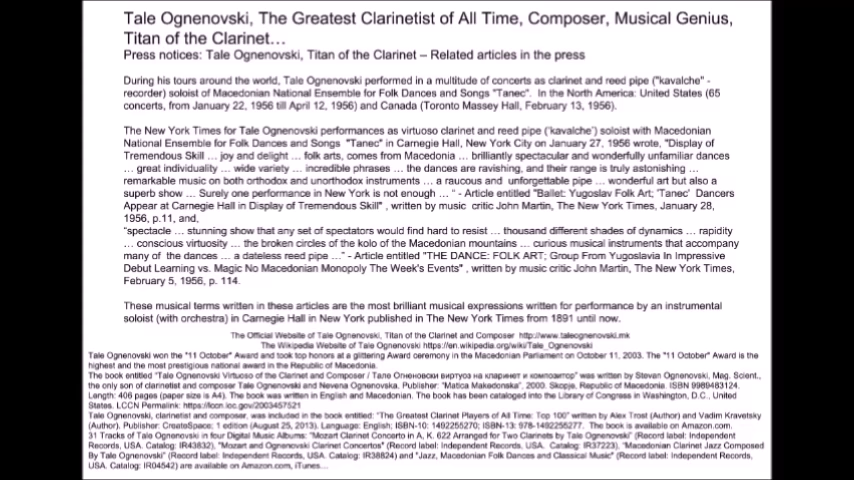 Tale Ognenovski, The Greatest Clarinetist of All Time, Composer, Musical Genius,
Titan of the Clarinet…
Press notices: Tale Ognenovski, Titan of the Clarinet – Related articles in the press
During his tours around the world, Tale Ognenovski performed in a multitude of concerts as clarinet and reed pipe ("kavalche" -
recorder) soloist of Macedonian National Ensemble for Folk Dances and Songs "Tanec". In the North America: United States (65
concerts, from January 22, 1956 till April 12, 1956) and Canada (Toronto Massey Hall, February 13, 1956).
The New York Times for Tale Ognenovski performances as virtuoso clarinet and reed pipe ('kavalche') soloist with Macedonian
National Ensemble for Folk Dances and Songs "Tanec" in Carnegie Hall, New York City on January 27, 1956 wrote, "Display of
Tremendous Skill … joy and delight … folk arts, comes from Macedonia … brilliantly spectacular and wonderfully unfamiliar dances
… great individuality … wide variety … incredible phrases … the dances are ravishing, and their range is truly astonishing …
remarkable music on both orthodox and unorthodox instruments … a raucous and unforgettable pipe … wonderful art but also a
superb show … Surely one performance in New York is not enough … " - Article entitled "Ballet: Yugoslav Folk Art; 'Tanec' Dancers
Appear at Carnegie Hall in Display of Tremendous Skill" , written by music critic John Martin, The New York Times, January 28,
1956, p.11, and,
"spectacle … stunning show that any set of spectators would find hard to resist … thousand different shades of dynamics … rapidity
… conscious virtuosity … the broken circles of the kolo of the Macedonian mountains … curious musical instruments that accompany
many of the dances … a dateless reed pipe …" - Article entitled "THE DANCE: FOLK ART; Group From Yugoslavia In Impressive
Debut Learning vs. Magic No Macedonian Monopoly The Week's Events" , written by music critic John Martin, The New York Times,
February 5, 1956, p. 114.
These musical terms written in these articles are the most brilliant musical expressions written for performance by an instrumental
soloist (with orchestra) in Carnegie Hall in New York published in The New York Times from 1891 until now.
The Official Website of Tale Ognenovski, Titan of the Clarinet and Composer http://www.taleognenovski.mk
The Wikipedia Website of Tale Ognenovski https://en.wikipedia.org/wiki/Tale_Ognenovski
Tale Ognenovski won the "11 October" Award and took top honors at a glittering Award ceremony in the Macedonian Parliament on October 11, 2003. The "11 October" Award is the
highest and the most prestigious national award in the Republic of Macedonia.
The book entitled "Tale Ognenovski Virtuoso of the Clarinet and Composer / Тале Огненовски виртуоз на кларинет и композитор" was written by Stevan Ognenovski, Mag. Scient.,
the only son of clarinetist and composer Tale Ognenovski and Nevena Ognenovska. Publisher: "Matica Makedonska", 2000. Skopje, Republic of Macedonia. ISBN 9989483124.
Length: 406 pages (paper size is A4). The book was written in English and Macedonian. The book has been cataloged into the Library of Congress in Washington, D.C., United
States. LCCN Permalink: https://lccn.loc.gov/2003457521
Tale Ognenovski, clarinetist and composer, was included in the book entitled: "The Greatest Clarinet Players of All Time: Top 100" written by Alex Trost (Author) and Vadim Kravetsky
(Author). Publisher: CreateSpace; 1 edition (August 25, 2013). Language: English; ISBN-10: 1492255270; ISBN-13: 978-1492255277. The book is available on Amazon.com.
31 Tracks of Tale Ognenovski in four Digital Music Albums: "Mozart Clarinet Concerto in A, K. 622 Arranged for Two Clarinets by Tale Ognenovski" (Record label: Independent
Records, USA. Catalog: IR43832), "Mozart and Ognenovski Clarinet Concertos" (Record label: Independent Records, USA. Catalog: IR37223), "Macedonian Clarinet Jazz Composed
By Tale Ognenovski" (Record label: Independent Records, USA. Catalog: IR38824) and "Jazz, Macedonian Folk Dances and Classical Music" (Record label: Independent Records,
USA. Catalog: IR04542) are available on Amazon.com, iTunes…